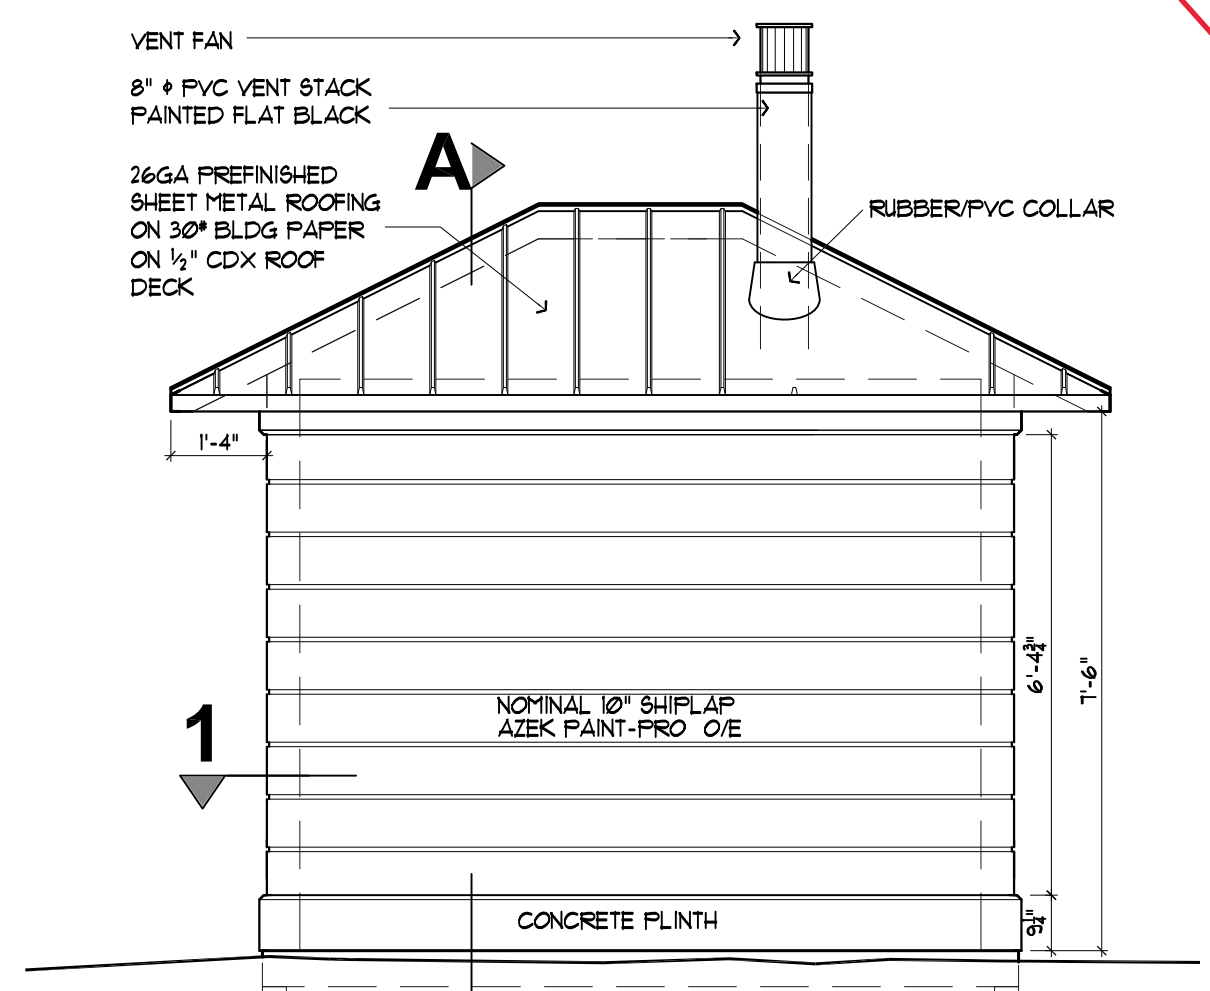 VENT FAN
8" ϕ PVC VENT STACK
PAINTED FLAT BLACK
A
26GA PREFINISHED
SHEET METAL ROOFING
ON 30# BLDG PAPER
ON ½" CDX ROOF
DECK
RUBBER/PVC COLLAR
1'-4"
6'-4¾"
7'-6"
NOMINAL 10" SHIPLAP
AZEK PAINT-PRO O/E
1
CONCRETE PLINTH
9¼"